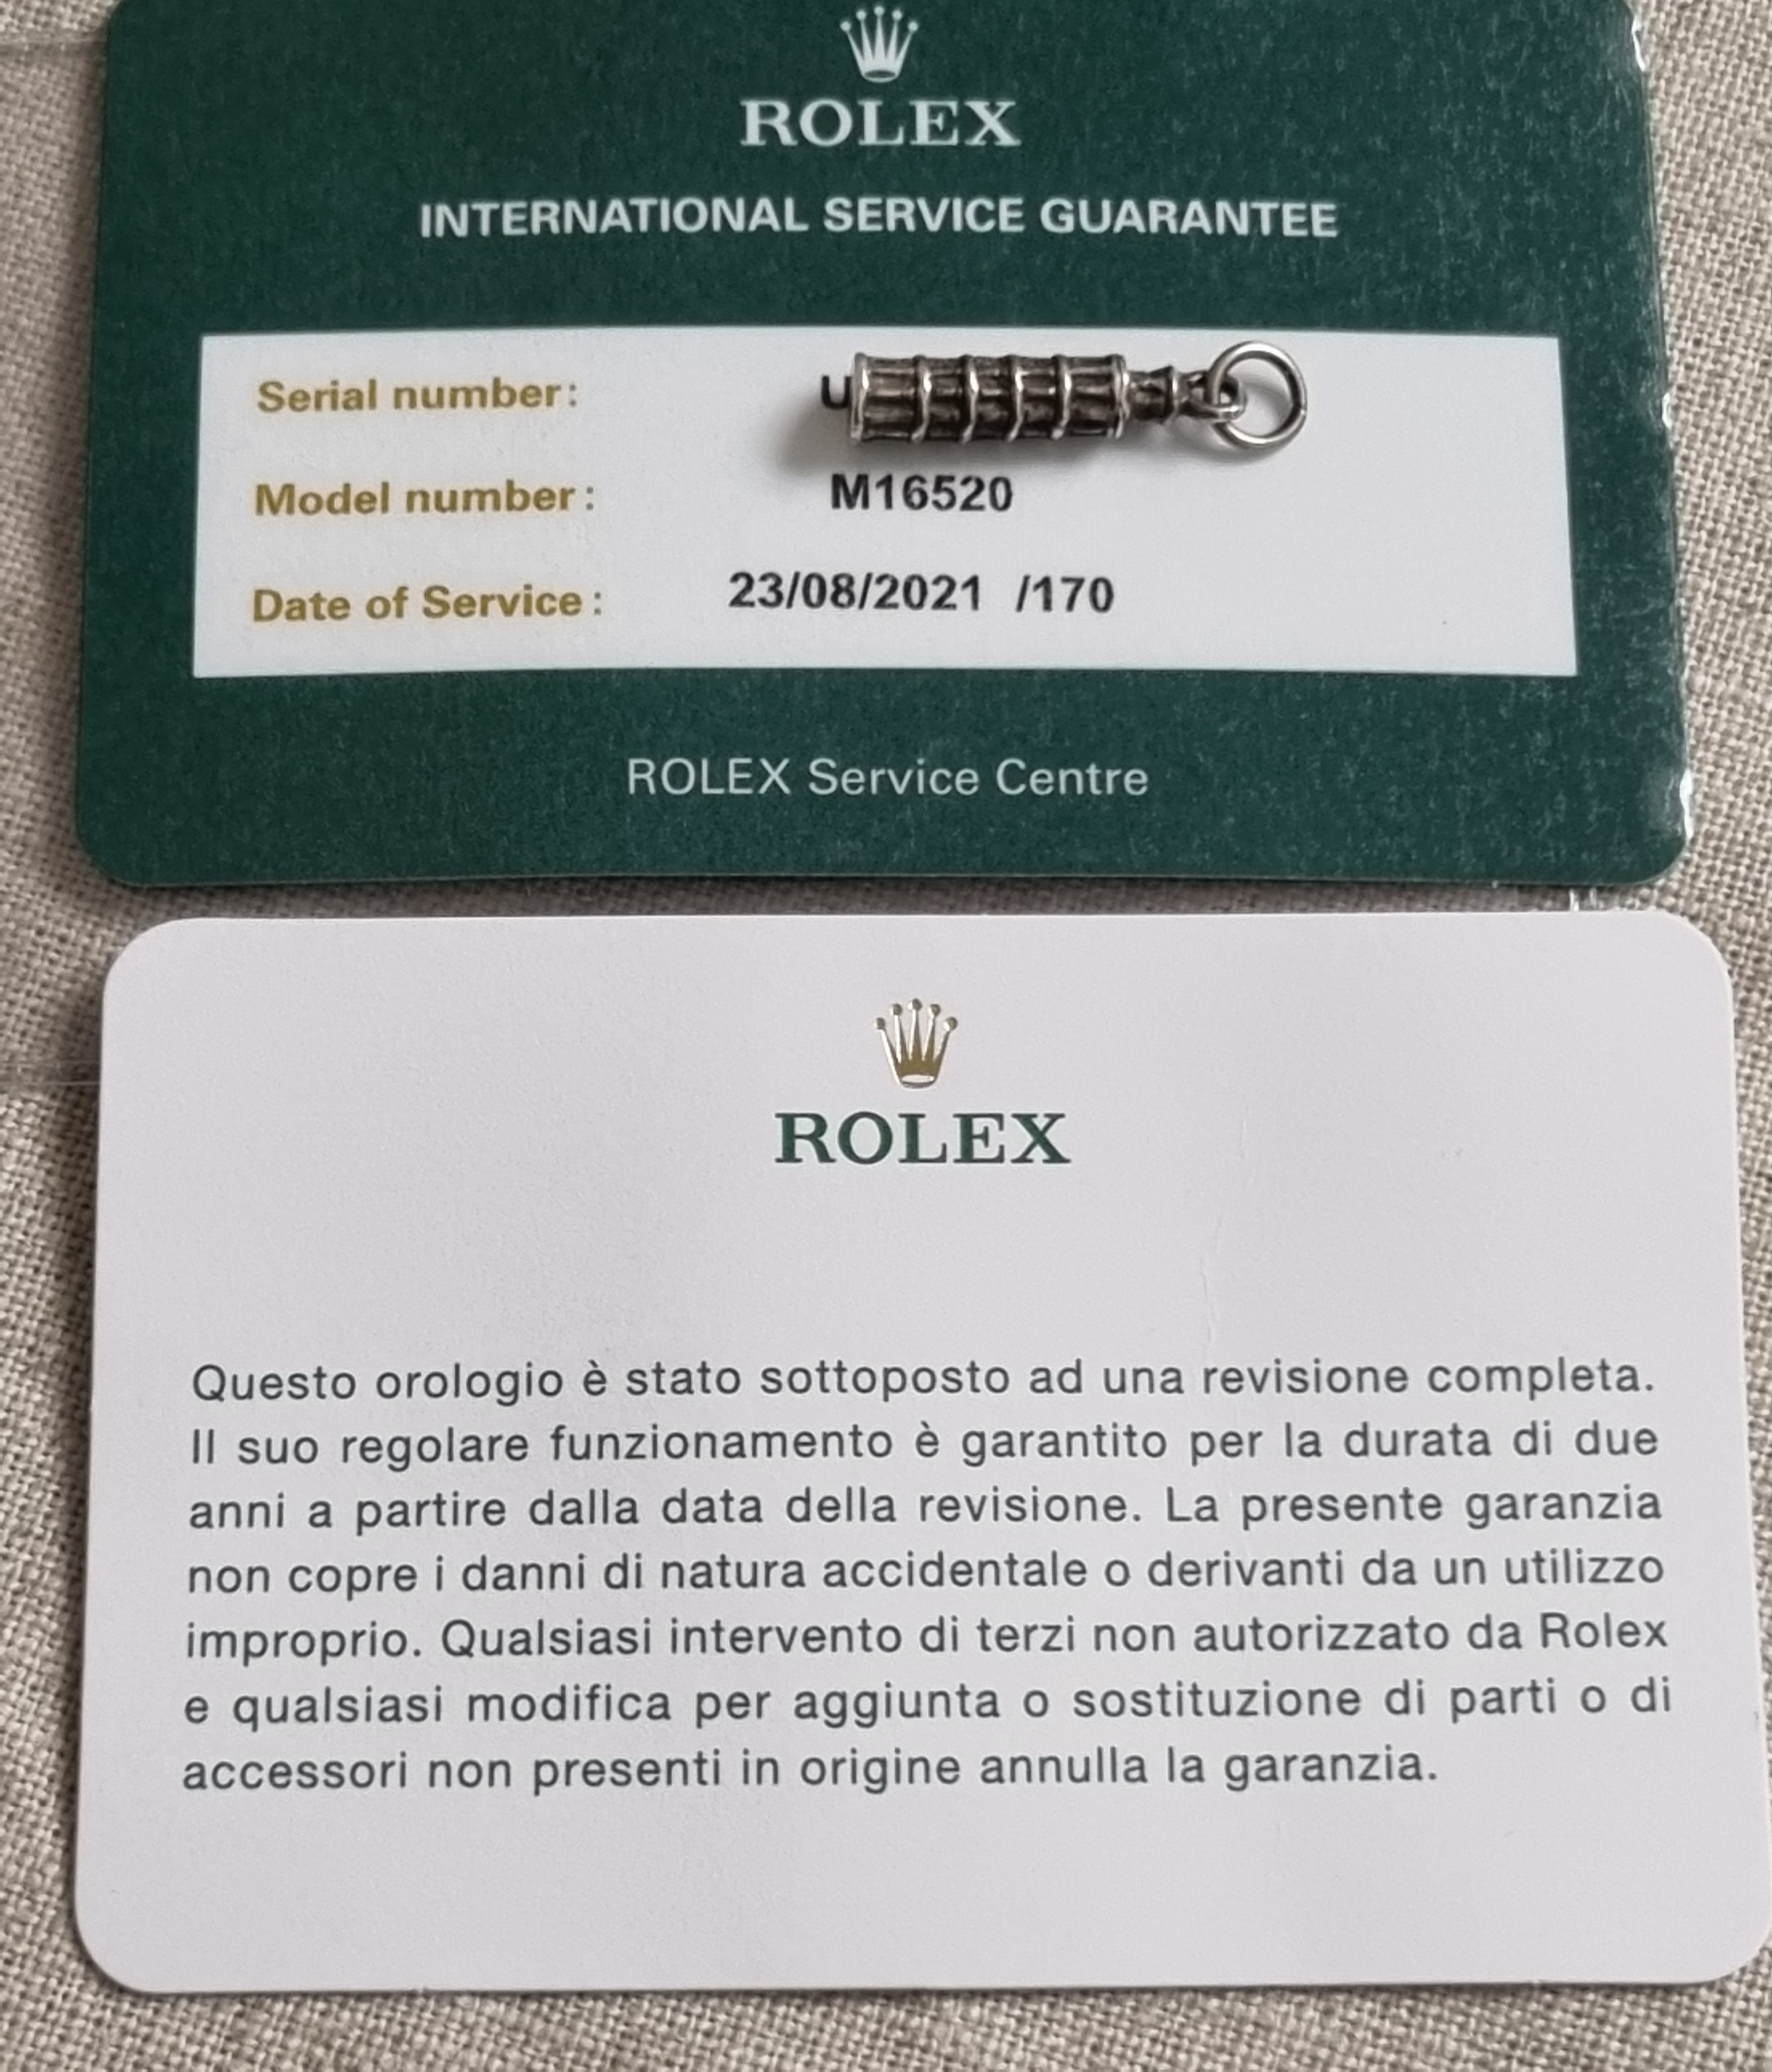 ROLEX
INTERNATIONAL SERVICE GUARANTEE
Serial number: U
Model number: M16520
Date of Service: 23/08/2021 /170
ROLEX Service Centre
ROLEX
Questo orologio è stato sottoposto ad una revisione completa.
Il suo regolare funzionamento è garantito per la durata di due
anni a partire dalla data della revisione. La presente garanzia
non copre i danni di natura accidentale o derivanti da un utilizzo
improprio. Qualsiasi intervento di terzi non autorizzato da Rolex
e qualsiasi modifica per aggiunta o sostituzione di parti o di
accessori non presenti in origine annulla la garanzia.